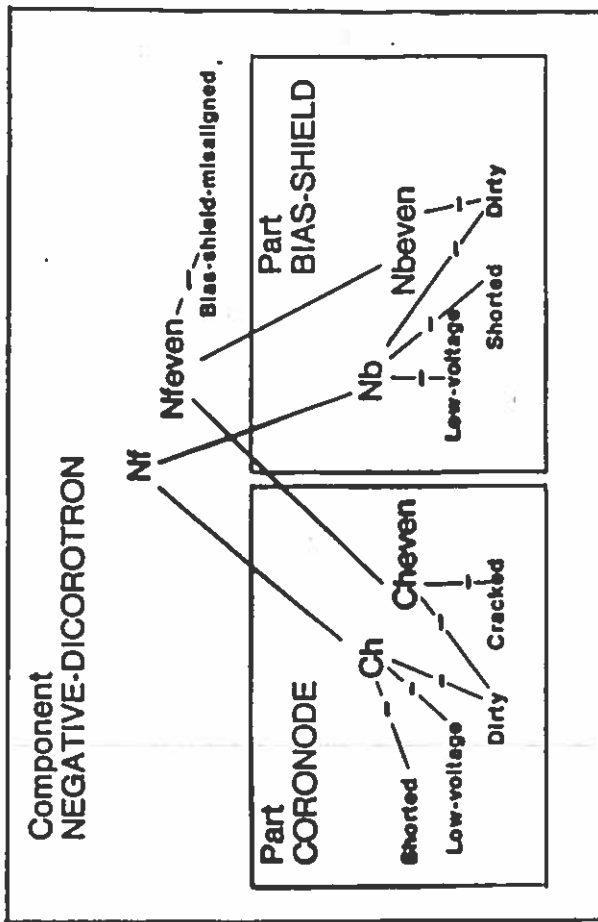 Component
NEGATIVE-DICOROTRON
Nf
Nfeven
Bias-shield-misaligned
Part
CORONODE
Ch
Cheven
Shorted
Low-voltage
Dirty
Cracked
Part
BIAS-SHIELD
Nb
Nbeven
Low-voltage
Shorted
Dirty